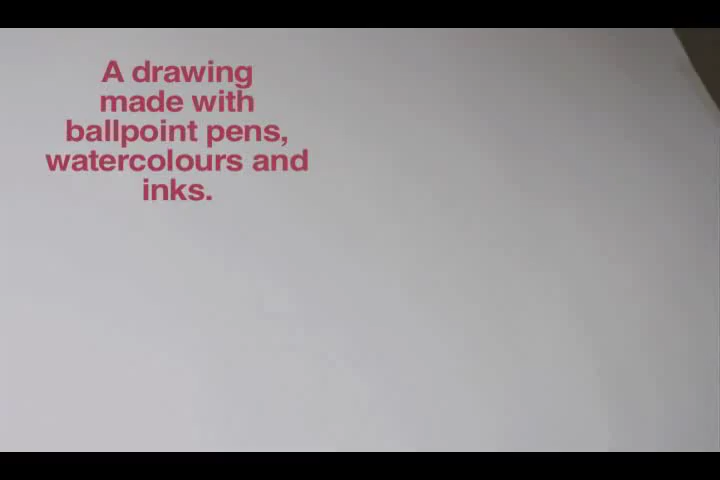 A drawing
made with
ballpoint pens,
watercolours and
inks.